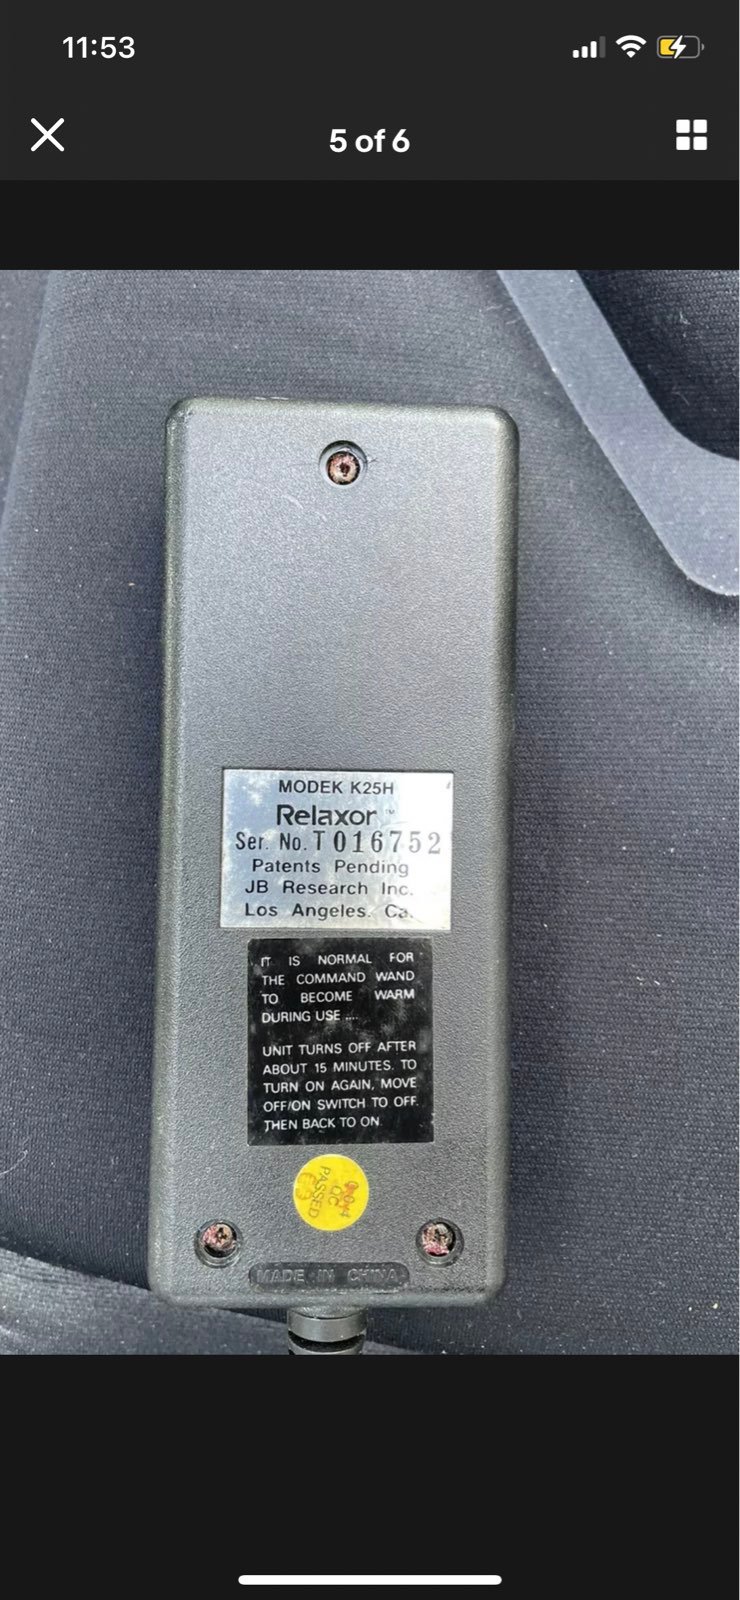 11:53
5 of 6
MODEK K25H
Relaxor™
Ser. No. T016752
Patents Pending
JB Research Inc.
Los Angeles. Ca.
IT IS NORMAL FOR
THE COMMAND WAND
TO BECOME WARM
DURING USE ....
UNIT TURNS OFF AFTER
ABOUT 15 MINUTES. TO
TURN ON AGAIN, MOVE
OFF/ON SWITCH TO OFF.
THEN BACK TO ON.
QC
PASSED
MADE IN CHINA